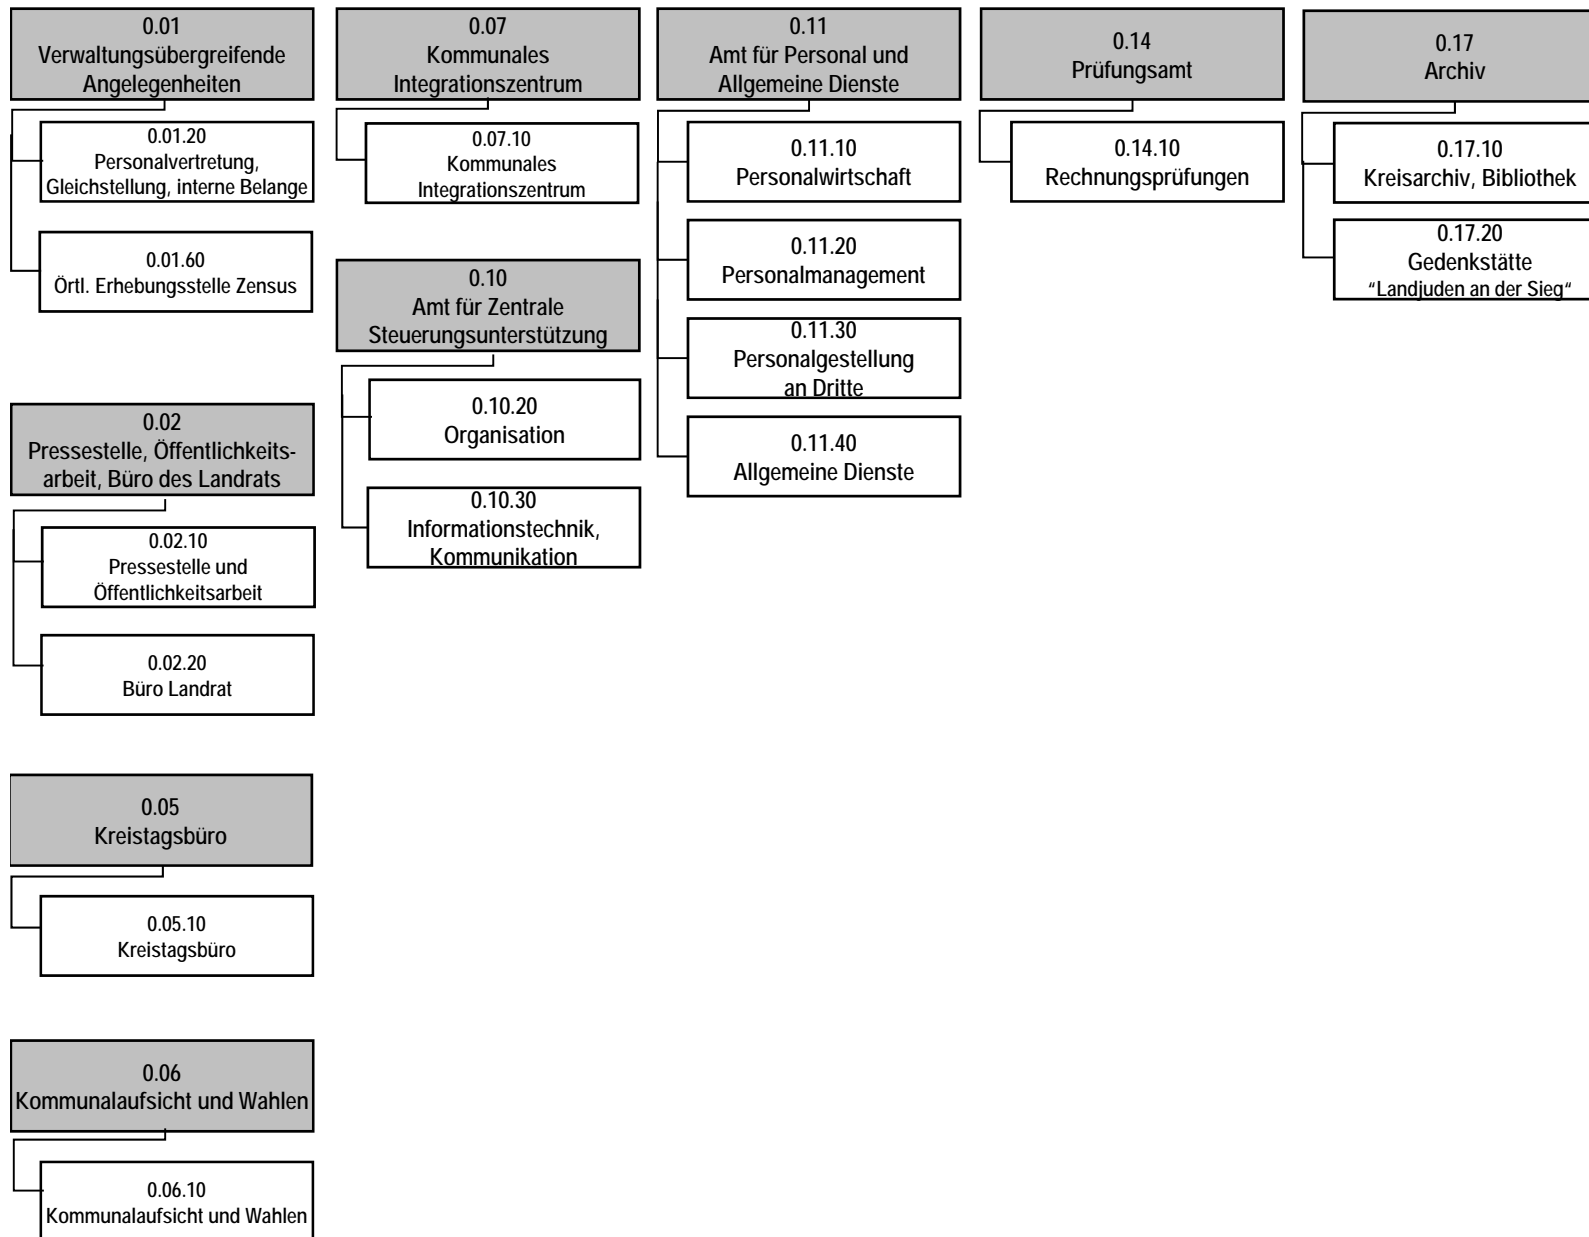 0.01
Verwaltungsübergreifende
Angelegenheiten
0.01.20
Personalvertretung,
Gleichstellung, interne Belange
0.01.60
Örtl. Erhebungsstelle Zensus
0.02
Pressestelle, Öffentlichkeits-
arbeit, Büro des Landrats
0.02.10
Pressestelle und
Öffentlichkeitsarbeit
0.02.20
Büro Landrat
0.05
Kreistagsbüro
0.05.10
Kreistagsbüro
0.06
Kommunalaufsicht und Wahlen
0.06.10
Kommunalaufsicht und Wahlen
0.07
Kommunales
Integrationszentrum
0.07.10
Kommunales
Integrationszentrum
0.10
Amt für Zentrale
Steuerungsunterstützung
0.10.20
Organisation
0.10.30
Informationstechnik,
Kommunikation
0.11
Amt für Personal und
Allgemeine Dienste
0.11.10
Personalwirtschaft
0.11.20
Personalmanagement
0.11.30
Personalgestellung
an Dritte
0.11.40
Allgemeine Dienste
0.14
Prüfungsamt
0.14.10
Rechnungsprüfungen
0.17
Archiv
0.17.10
Kreisarchiv, Bibliothek
0.17.20
Gedenkstätte
“Landjuden an der Sieg“